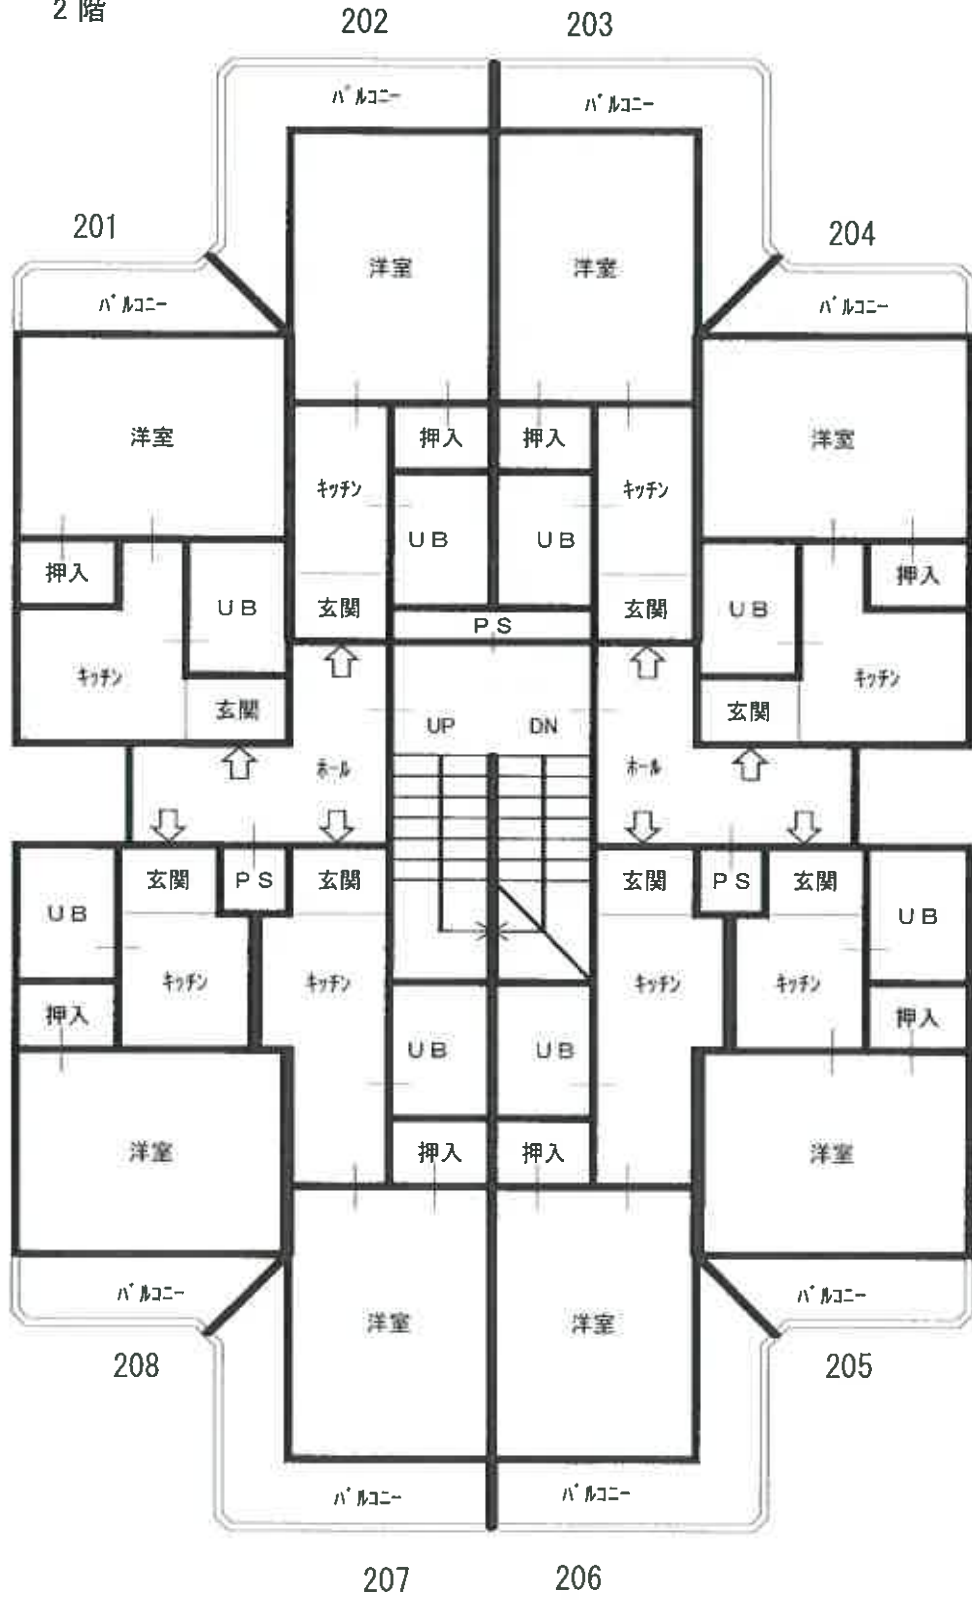 2階
202
203
バルコニー
バルコニー
201
204
洋室
洋室
バルコニー
バルコニー
洋室
洋室
押入
押入
キッチン
キッチン
UB
UB
押入
押入
UB
玄関
PS
玄関
UB
キッチン
キッチン
玄関
玄関
UP
DN
ホール
ホール
玄関
PS
玄関
玄関
PS
玄関
UB
UB
キッチン
キッチン
キッチン
キッチン
押入
押入
UB
UB
洋室
押入
押入
洋室
バルコニー
バルコニー
洋室
洋室
208
205
バルコニー
バルコニー
207
206